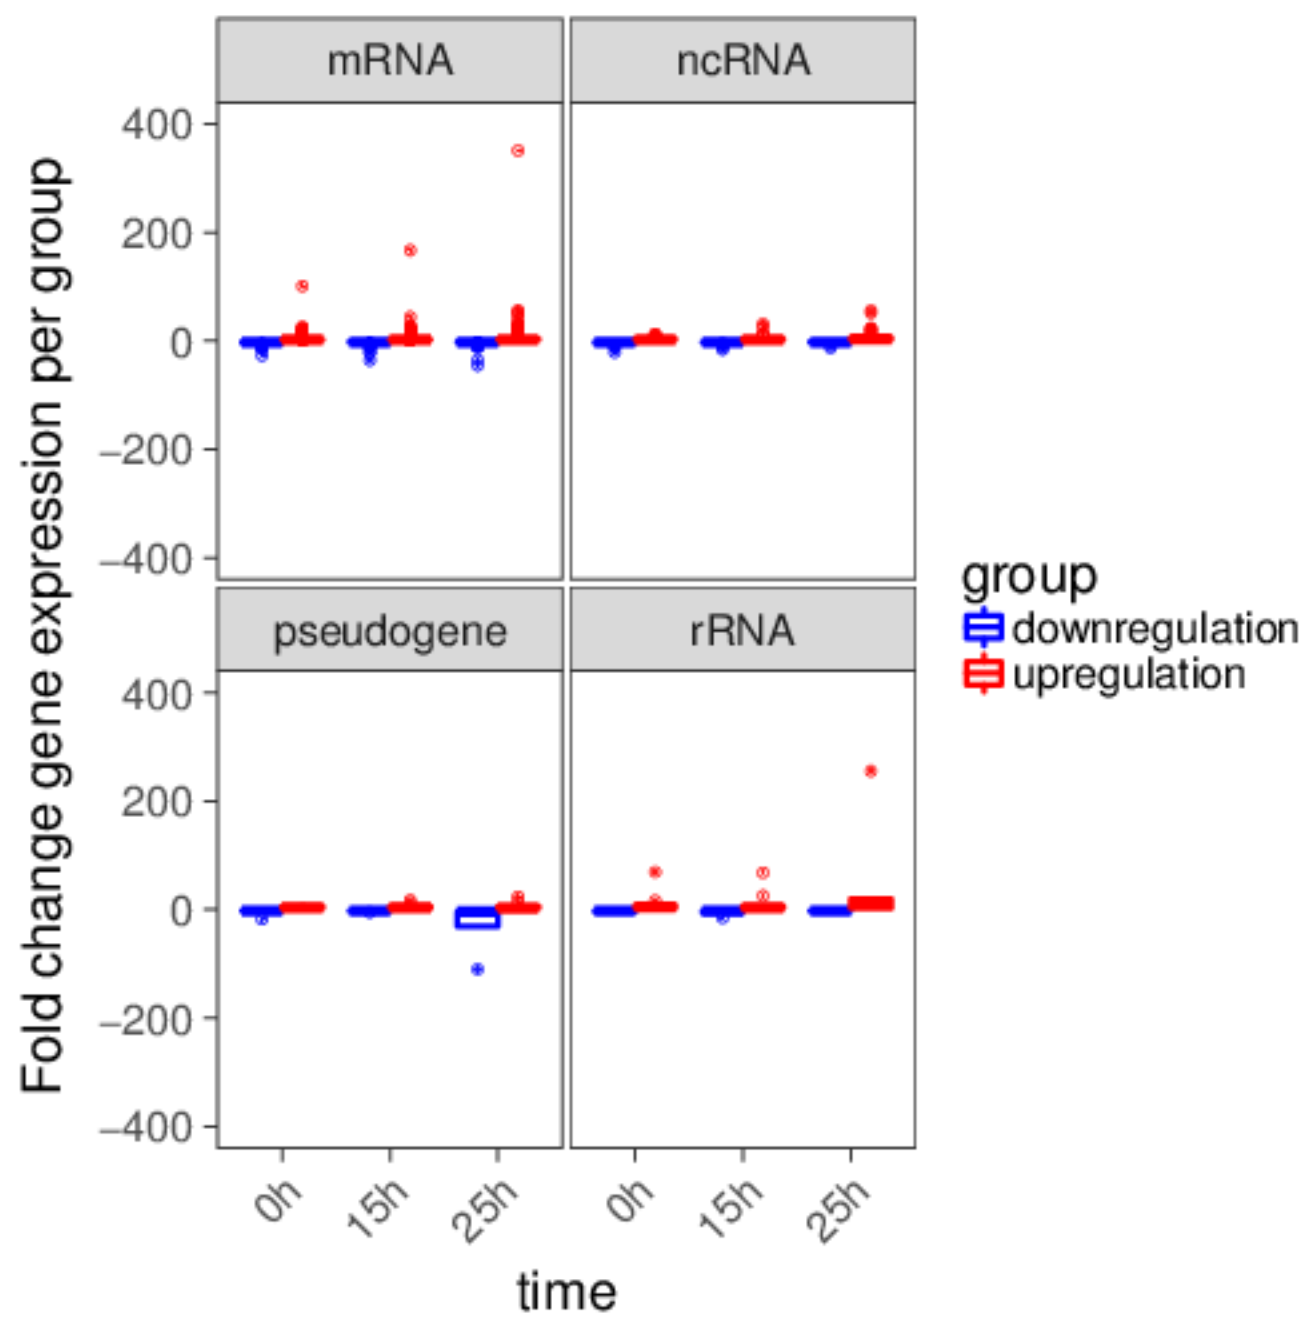 mRNA
ncRNA
400
200
0
−200
−400
pseudogene
rRNA
400
200
0
−200
−400
0h
15h
25h
0h
15h
25h
time
Fold change gene expression per group
group
downregulation
upregulation